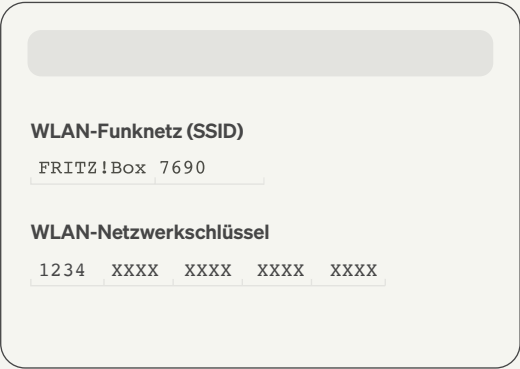 WLAN-Funknetz (SSID)
FRITZ!Box 7690
WLAN-Netzwerkschlüssel
1234 XXXX XXXX XXXX XXXX